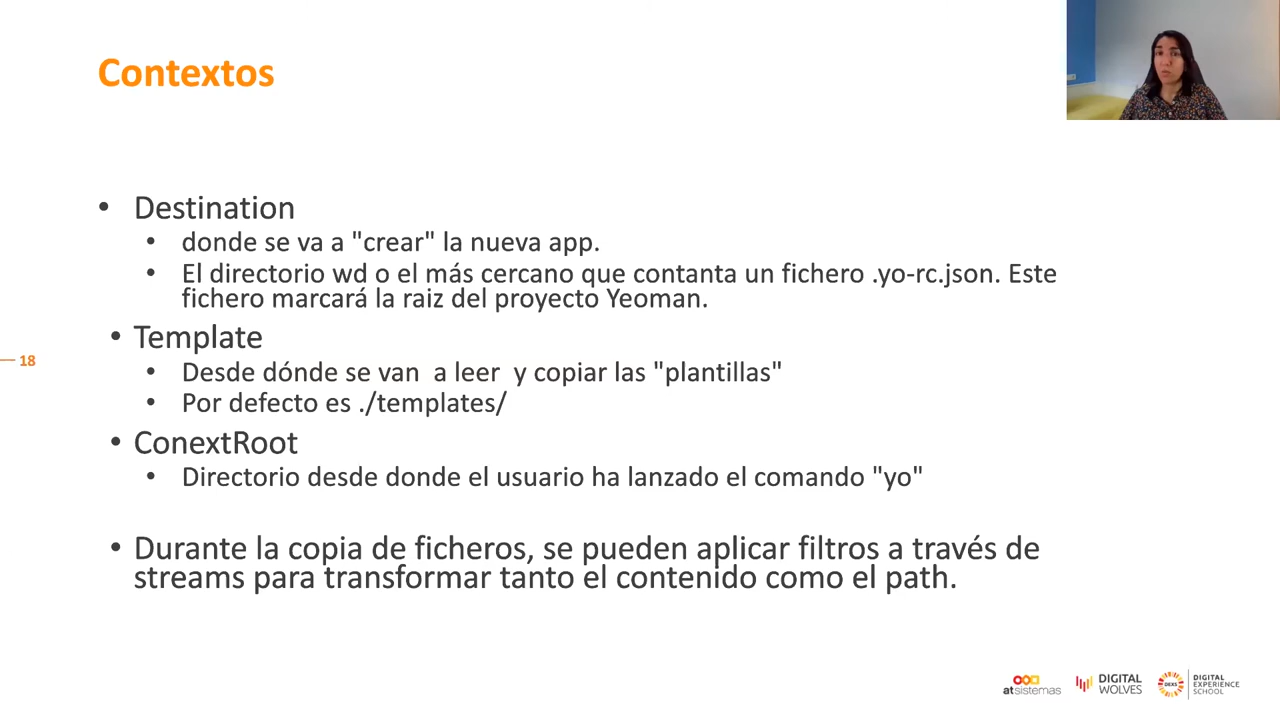 Contextos
• Destination
• donde se va a "crear" la nueva app.
• El directorio wd o el más cercano que contanta un fichero .yo-rc.json. Este
fichero marcará la raiz del proyecto Yeoman.
• Template
• Desde dónde se van  a leer  y copiar las "plantillas"
• Por defecto es ./templates/
• ConextRoot
• Directorio desde donde el usuario ha lanzado el comando "yo"
• Durante la copia de ficheros, se pueden aplicar filtros a través de
streams para transformar tanto el contenido como el path.
18
atsistemas
DIGITAL
WOLVES
DEXS
DIGITAL
EXPERIENCE
SCHOOL